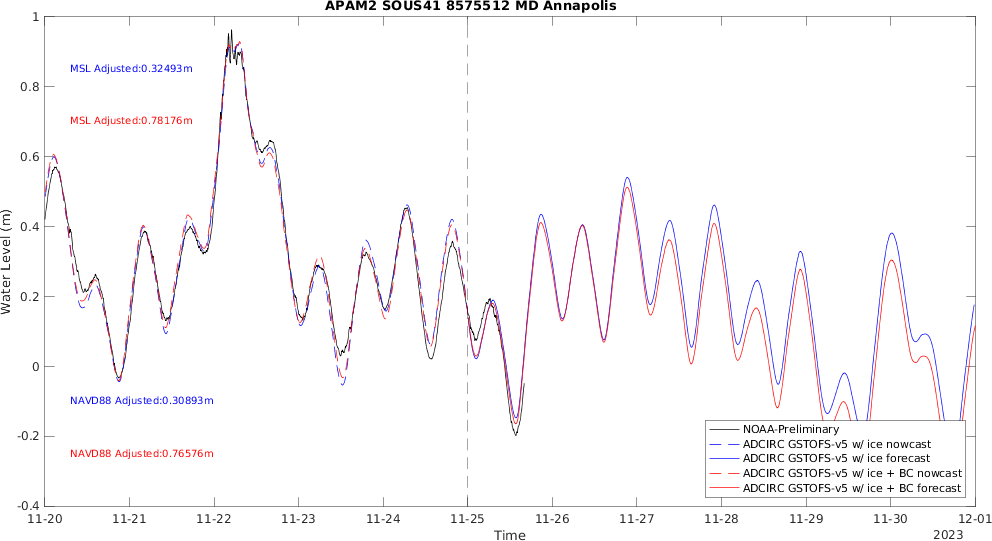 APAM2 SOUS41 8575512 MD Annapolis
1
0.8
0.6
0.4
0.2
0
-0.2
-0.4
Water Level (m)
MSL Adjusted:0.32493m
MSL Adjusted:0.78176m
NAVD88 Adjusted:0.30893m
NAVD88 Adjusted:0.76576m
NOAA-Preliminary
ADCIRC GSTOFS-v5 w/ ice nowcast
ADCIRC GSTOFS-v5 w/ ice forecast
ADCIRC GSTOFS-v5 w/ ice + BC nowcast
ADCIRC GSTOFS-v5 w/ ice + BC forecast
11-20 11-21 11-22 11-23 11-24 11-25 11-26 11-27 11-28 11-29 11-30 12-01
Time
2023